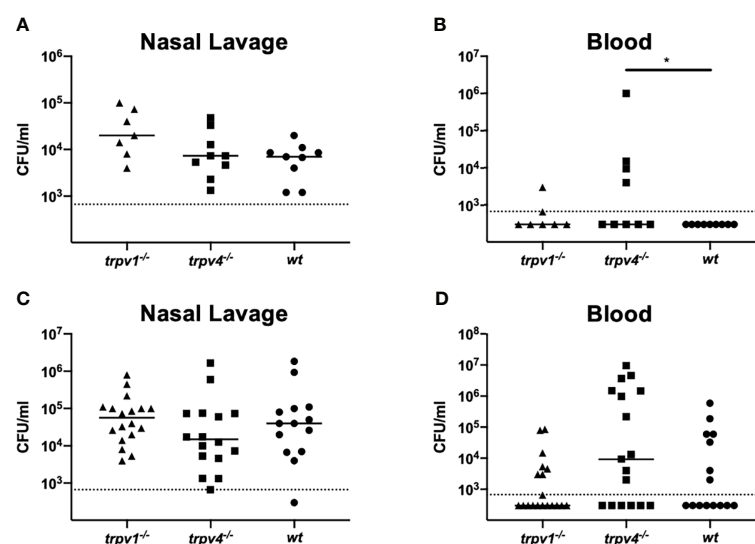 A
Nasal Lavage
CFU/ml
10^6
10^5
10^4
10^3
trpv1^-/- trpv4^-/- wt
B
Blood
*
CFU/ml
10^7
10^6
10^5
10^4
10^3
trpv1^-/- trpv4^-/- wt
C
Nasal Lavage
CFU/ml
10^7
10^6
10^5
10^4
10^3
trpv1^-/- trpv4^-/- wt
D
Blood
CFU/ml
10^8
10^7
10^6
10^5
10^4
10^3
trpv1^-/- trpv4^-/- wt